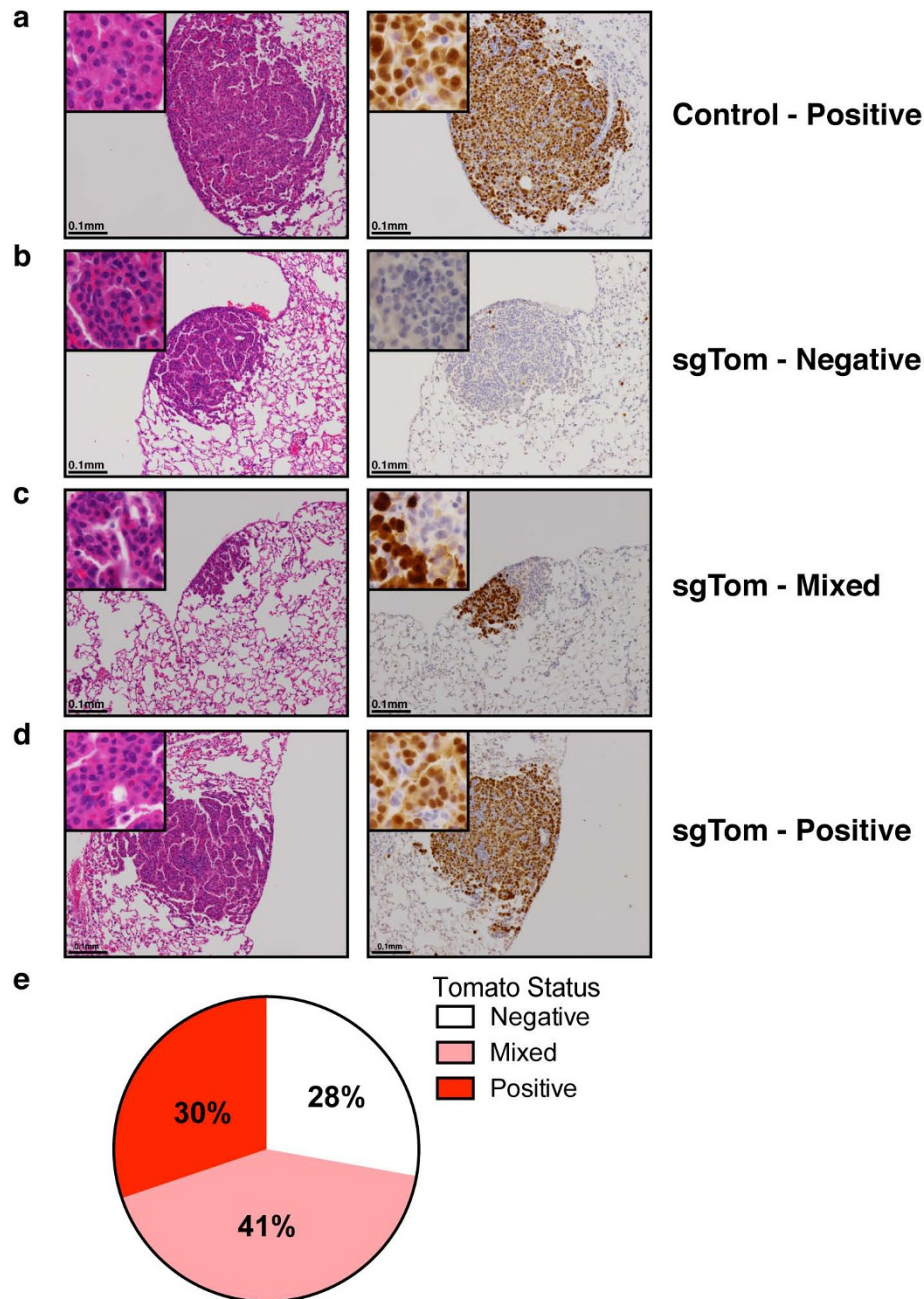 a
0.1mm
0.1mm
Control - Positive
b
0.1mm
0.1mm
sgTom - Negative
c
0.1mm
0.1mm
sgTom - Mixed
d
0.1mm
0.1mm
sgTom - Positive
e
Tomato Status
Negative
Mixed
Positive
28%
30%
41%